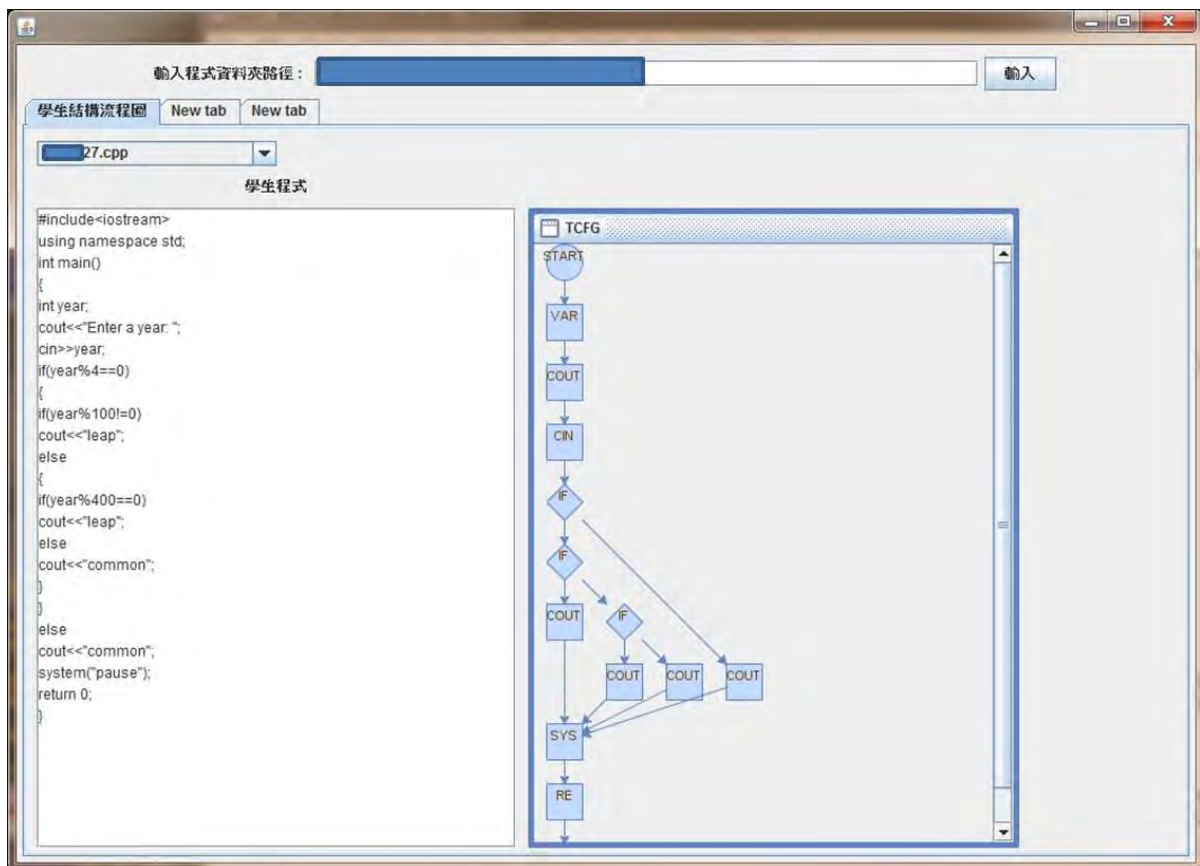 輸入程式資料夾路徑：
輸入
學生結構流程圖
New tab
New tab
27.cpp
學生程式
#include<iostream>
using namespace std;
int main()
{
int year;
cout<<"Enter a year: ";
cin>>year;
if(year%4==0)
{
if(year%100!=0)
cout<<"leap";
else
{
if(year%400==0)
cout<<"leap";
else
cout<<"common";
}
}
else
cout<<"common";
system("pause");
return 0;
}
TCFG
START
VAR
COUT
CIN
IF
IF
COUT
IF
COUT
COUT
COUT
SYS
RE